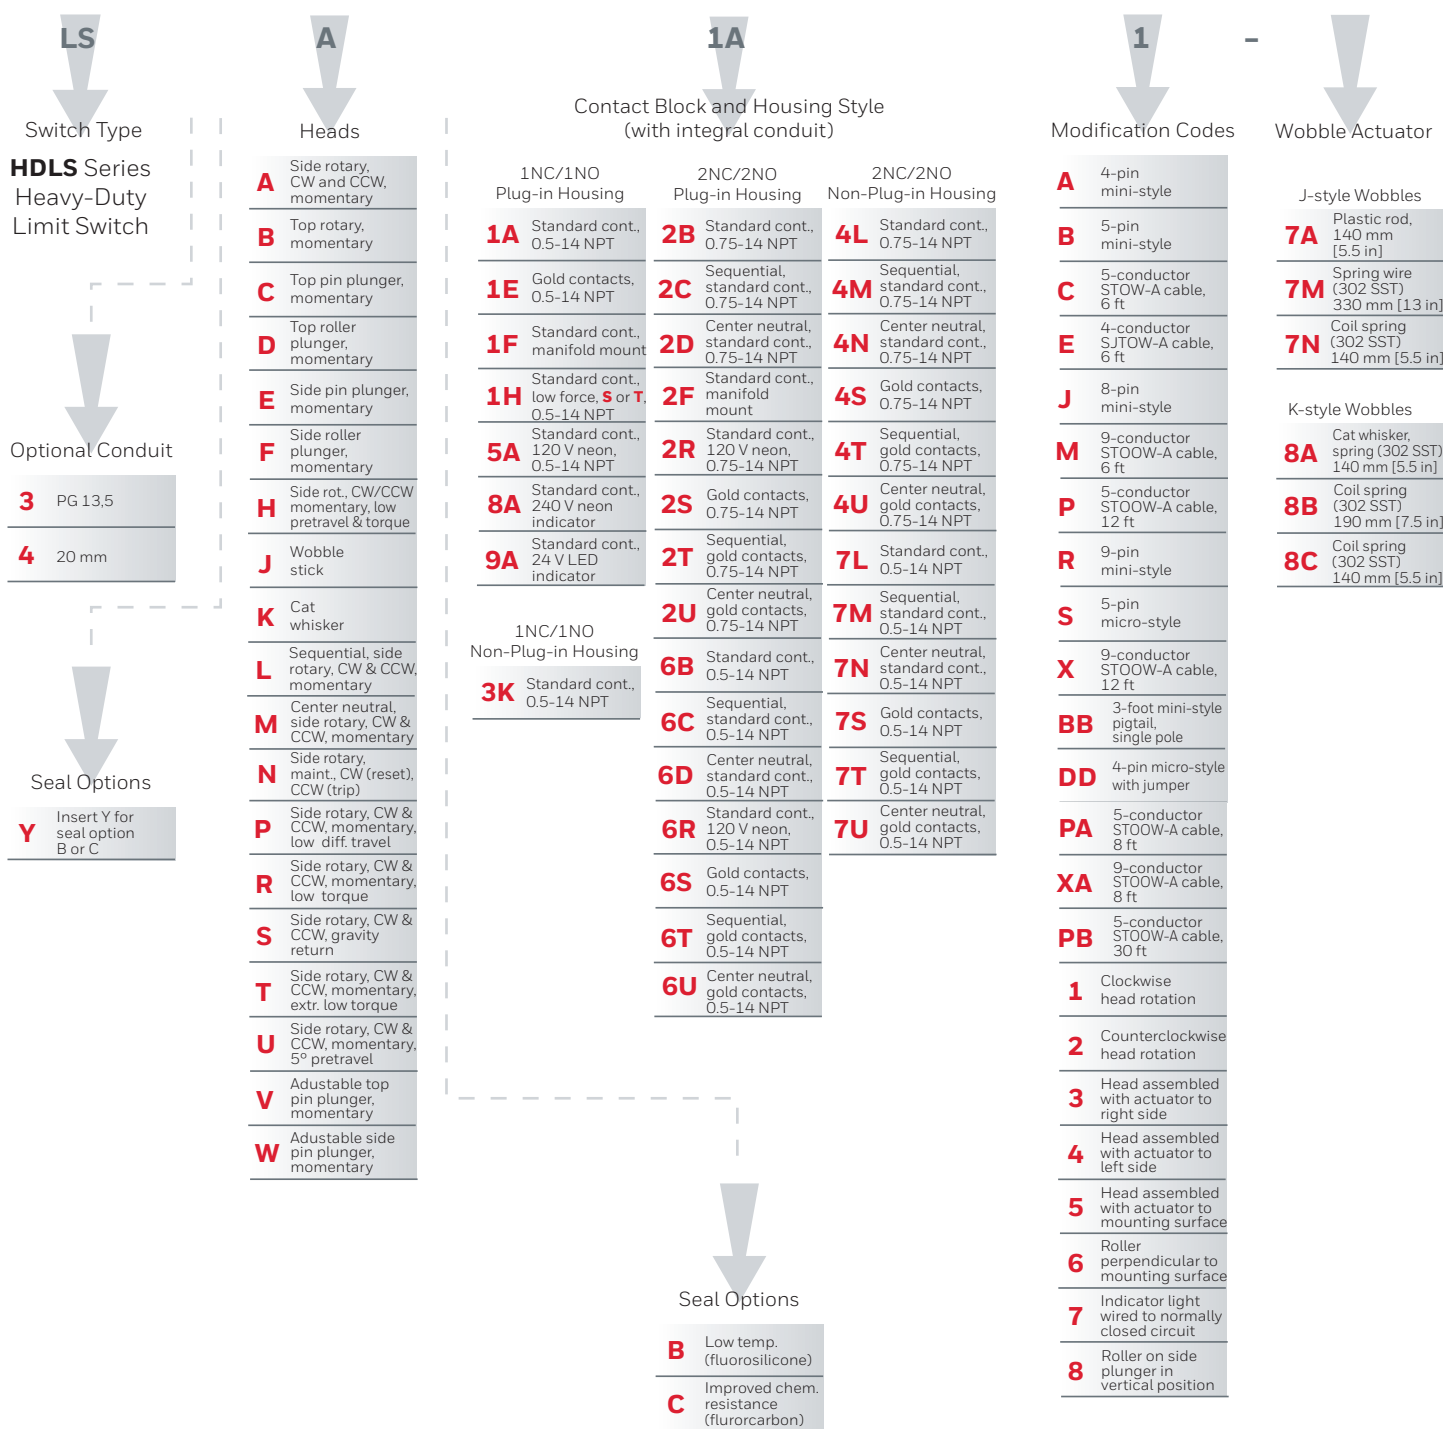 LS
A
1A
1
-
Switch Type
HDLS Series
Heavy-Duty
Limit Switch
Optional Conduit
3 PG 13,5
4 20 mm
Seal Options
Y
Insert Y for
seal option
B or C
Heads
A
Side rotary,
CW and CCW,
momentary
B
Top rotary,
momentary
C
Top pin plunger,
momentary
D
Top roller
plunger,
momentary
E
Side pin plunger,
momentary
F
Side roller
plunger,
momentary
H
Side rot., CW/CCW
momentary, low
pretravel & torque
J
Wobble
stick
K
Cat
whisker
L
Sequential, side
rotary, CW & CCW,
momentary
M
Center neutral,
side rotary, CW &
CCW, momentary
N
Side rotary,
maint., CW (reset),
CCW (trip)
P
Side rotary, CW &
CCW, momentary,
low diff. travel
R
Side rotary, CW &
CCW, momentary,
low torque
S
Side rotary, CW &
CCW, gravity
return
T
Side rotary, CW &
CCW, momentary,
extr. low torque
U
Side rotary, CW &
CCW, momentary,
5° pretravel
V
Adustable top
pin plunger,
momentary
W
Adustable side
pin plunger,
momentary
Contact Block and Housing Style
(with integral conduit)
1NC/1NO
Plug-in Housing
1A
Standard cont.,
0.5-14 NPT
1E
Gold contacts,
0.5-14 NPT
1F
Standard cont.,
manifold mount
1H
Standard cont.,
low force, S or T,
0.5-14 NPT
5A
Standard cont.,
120 V neon,
0.5-14 NPT
8A
Standard cont.,
240 V neon
indicator
9A
Standard cont.,
24 V LED
indicator
1NC/1NO
Non-Plug-in Housing
3K
Standard cont.,
0.5-14 NPT
2NC/2NO
Plug-in Housing
2B
Standard cont.,
0.75-14 NPT
2C
Sequential,
standard cont.,
0.75-14 NPT
2D
Center neutral,
standard cont.,
0.75-14 NPT
2F
Standard cont.,
manifold
mount
2R
Standard cont.,
120 V neon,
0.75-14 NPT
2S
Gold contacts,
0.75-14 NPT
2T
Sequential,
gold contacts,
0.75-14 NPT
2U
Center neutral,
gold contacts,
0.75-14 NPT
6B
Standard cont.,
0.5-14 NPT
6C
Sequential,
standard cont.,
0.5-14 NPT
6D
Center neutral,
standard cont.,
0.5-14 NPT
6R
Standard cont.,
120 V neon,
0.5-14 NPT
6S
Gold contacts,
0.5-14 NPT
6T
Sequential,
gold contacts,
0.5-14 NPT
6U
Center neutral,
gold contacts,
0.5-14 NPT
2NC/2NO
Non-Plug-in Housing
4L
Standard cont.,
0.75-14 NPT
4M
Sequential,
standard cont.,
0.75-14 NPT
4N
Center neutral,
standard cont.,
0.75-14 NPT
4S
Gold contacts,
0.75-14 NPT
4T
Sequential,
gold contacts,
0.75-14 NPT
4U
Center neutral,
gold contacts,
0.75-14 NPT
7L
Standard cont.,
0.5-14 NPT
7M
Sequential,
standard cont.,
0.5-14 NPT
7N
Center neutral,
standard cont.,
0.5-14 NPT
7S
Gold contacts,
0.5-14 NPT
7T
Sequential,
gold contacts,
0.5-14 NPT
7U
Center neutral,
gold contacts,
0.5-14 NPT
Seal Options
B
Low temp.
(fluorosilicone)
C
Improved chem.
resistance
(flurorcarbon)
Modification Codes
A
4-pin
mini-style
B
5-pin
mini-style
C
5-conductor
STOW-A cable,
6 ft
E
4-conductor
SJTOW-A cable,
6 ft
J
8-pin
mini-style
M
9-conductor
STOOW-A cable,
6 ft
P
5-conductor
STOOW-A cable,
12 ft
R
9-pin
mini-style
S
5-pin
micro-style
X
9-conductor
STOOW-A cable,
12 ft
BB
3-foot mini-style
pigtail,
single pole
DD
4-pin micro-style
with jumper
PA
5-conductor
STOOW-A cable,
8 ft
XA
9-conductor
STOOW-A cable,
8 ft
PB
5-conductor
STOOW-A cable,
30 ft
1
Clockwise
head rotation
2
Counterclockwise
head rotation
3
Head assembled
with actuator to
right side
4
Head assembled
with actuator to
left side
5
Head assembled
with actuator to
mounting surface
6
Roller
perpendicular to
mounting surface
7
Indicator light
wired to normally
closed circuit
8
Roller on side
plunger in
vertical position
Wobble Actuator
J-style Wobbles
7A
Plastic rod,
140 mm
[5.5 in]
7M
Spring wire
(302 SST)
330 mm [13 in]
7N
Coil spring
(302 SST)
140 mm [5.5 in]
K-style Wobbles
8A
Cat whisker,
spring (302 SST)
140 mm [5.5 in]
8B
Coil spring
(302 SST)
190 mm [7.5 in]
8C
Coil spring
(302 SST)
140 mm [5.5 in]